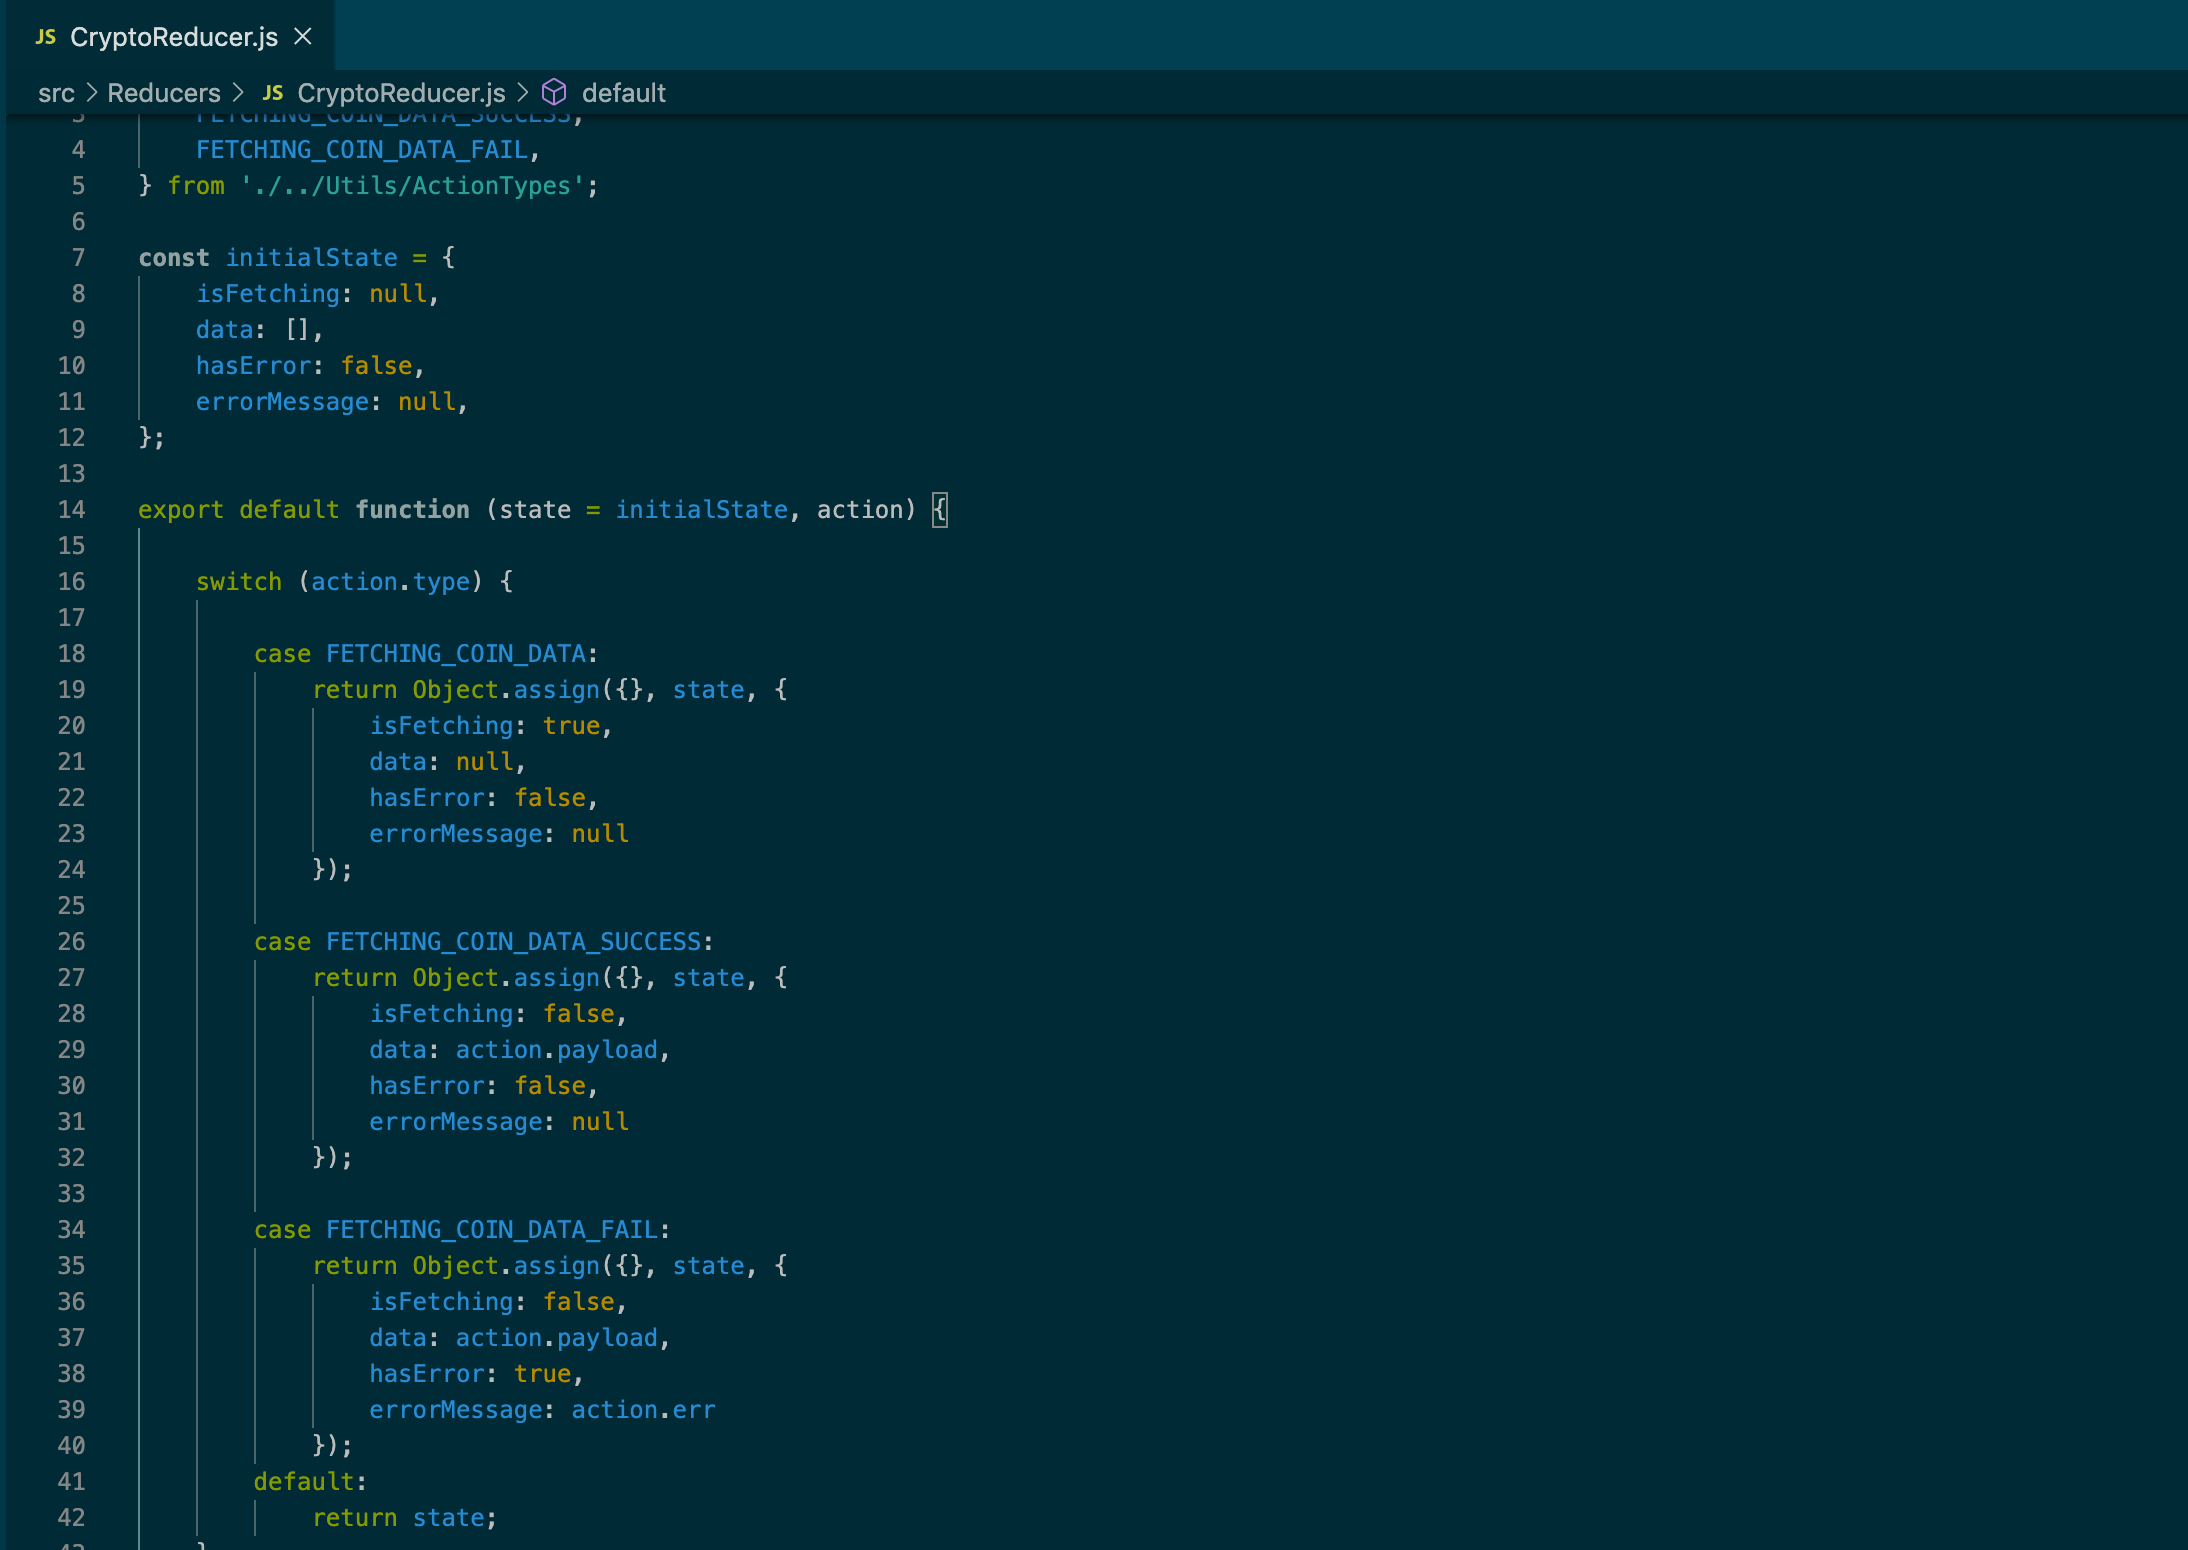 JS CryptoReducer.js ×
src > Reducers > JS CryptoReducer.js > default
3 FETCHING_COIN_DATA_SUCCESS,
4 FETCHING_COIN_DATA_FAIL,
5 } from './../Utils/ActionTypes';
6
7 const initialState = {
8 isFetching: null,
9 data: [],
10 hasError: false,
11 errorMessage: null,
12 };
13
14 export default function (state = initialState, action) {
15
16 switch (action.type) {
17
18 case FETCHING_COIN_DATA:
19 return Object.assign({}, state, {
20 isFetching: true,
21 data: null,
22 hasError: false,
23 errorMessage: null
24 });
25
26 case FETCHING_COIN_DATA_SUCCESS:
27 return Object.assign({}, state, {
28 isFetching: false,
29 data: action.payload,
30 hasError: false,
31 errorMessage: null
32 });
33
34 case FETCHING_COIN_DATA_FAIL:
35 return Object.assign({}, state, {
36 isFetching: false,
37 data: action.payload,
38 hasError: true,
39 errorMessage: action.err
40 });
41 default:
42 return state;
43 }